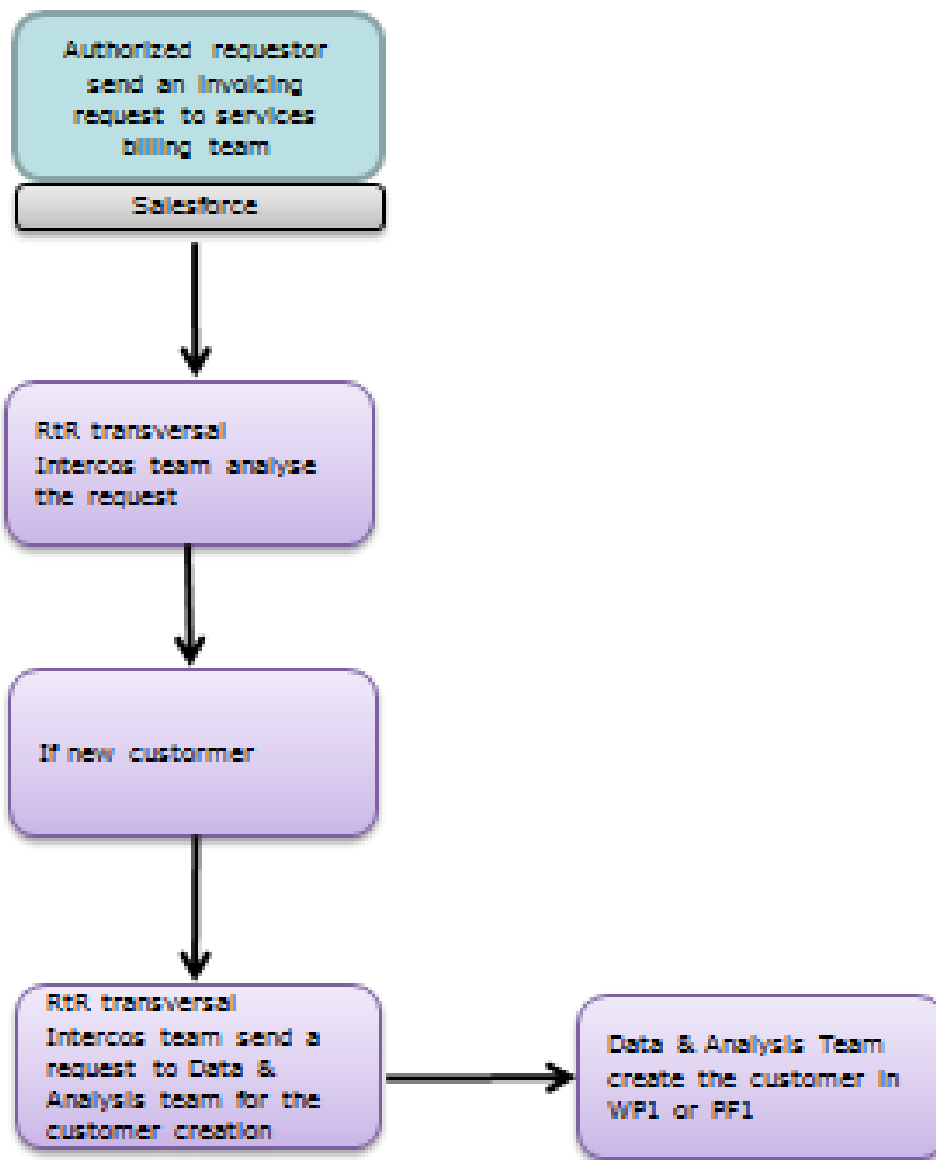 Authorized requestor
send an invoicing
request to services
billing team
Salesforce
RtR transversal
Intercos team analyse
the request
If new custormer
RtR transversal
Intercos team send a
request to Data &
Analysis team for the
customer creation
Data & Analysis Team
create the customer in
WP1 or PF1